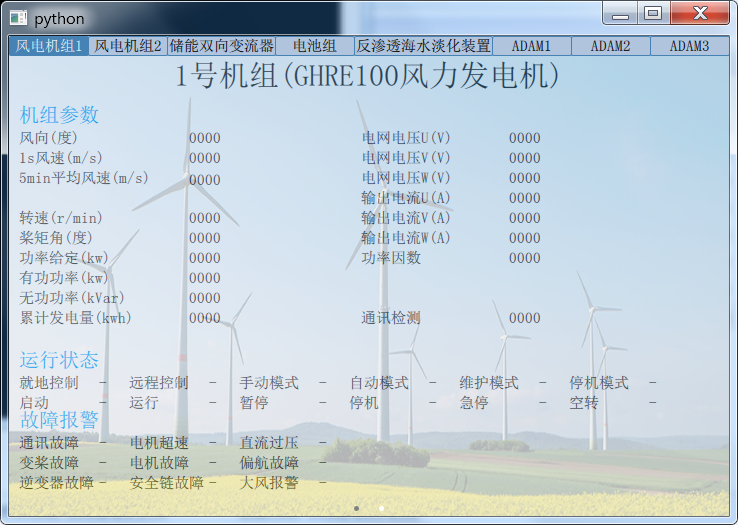 python
风电机组1 风电机组2 储能双向变流器 电池组 反渗透海水淡化装置 ADAM1 ADAM2 ADAM3
1号机组(GHRE100风力发电机)
机组参数
风向(度) 0000 电网电压U(V) 0000
1s风速(m/s) 0000 电网电压V(V) 0000
5min平均风速(m/s) 0000 电网电压W(V) 0000
输出电流U(A) 0000
转速(r/min) 0000 输出电流V(A) 0000
桨矩角(度) 0000 输出电流W(A) 0000
功率给定(kw) 0000 功率因数 0000
有功功率(kw) 0000
无功功率(kVar) 0000
累计发电量(kwh) 0000 通讯检测 0000
运行状态
就地控制 - 远程控制 - 手动模式 - 自动模式 - 维护模式 - 停机模式 -
启动 - 运行 - 暂停 - 停机 - 急停 - 空转 -
故障报警
通讯故障 - 电机超速 - 直流过压 -
变桨故障 - 电机故障 - 偏航故障 -
逆变器故障 - 安全链故障 - 大风报警 -